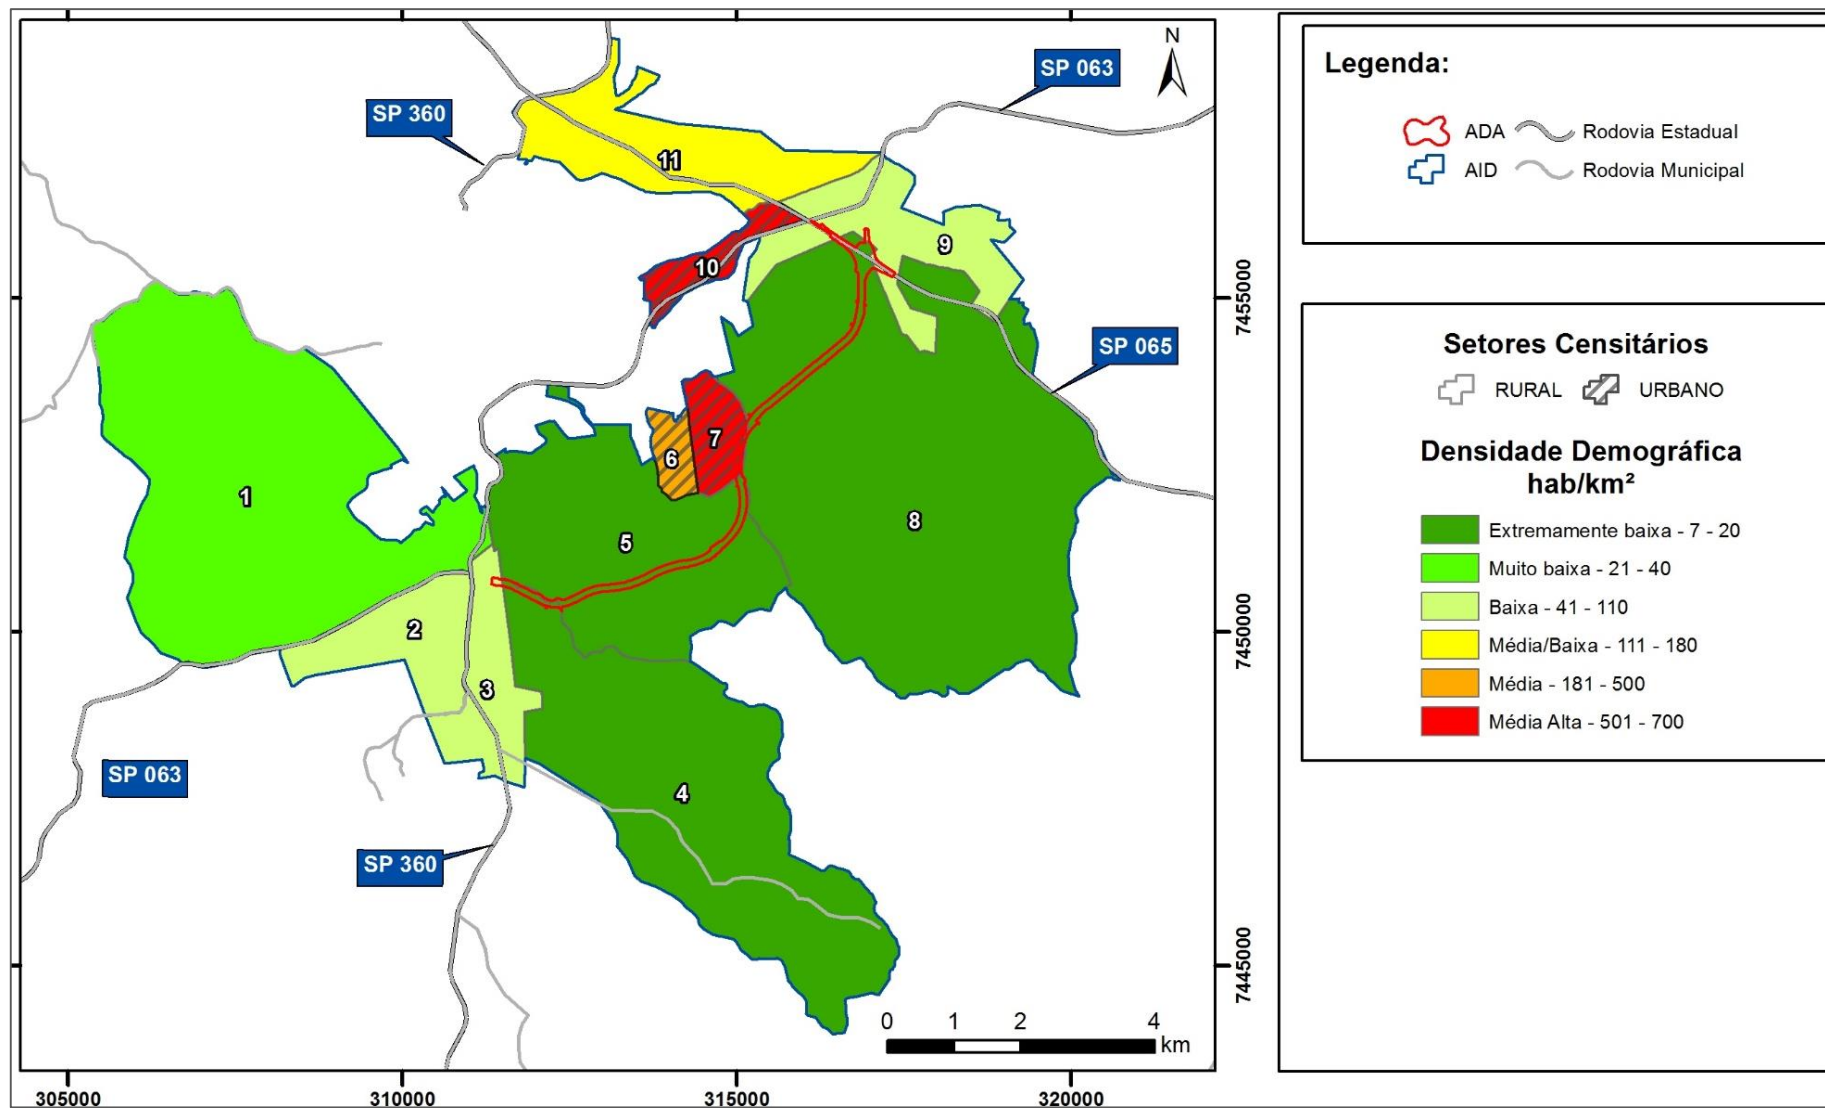 N
SP 063
SP 360
11
9
10
SP 065
7
6
1
8
5
2
3
4
SP 063
SP 360
0 1 2 4
km
7455000
7450000
7445000
305000 310000 315000 320000
Legenda:
ADA Rodovia Estadual
AID Rodovia Municipal
Setores Censitários
RURAL URBANO
Densidade Demográfica
hab/km²
Extremamente baixa - 7 - 20
Muito baixa - 21 - 40
Baixa - 41 - 110
Média/Baixa - 111 - 180
Média - 181 - 500
Média Alta - 501 - 700